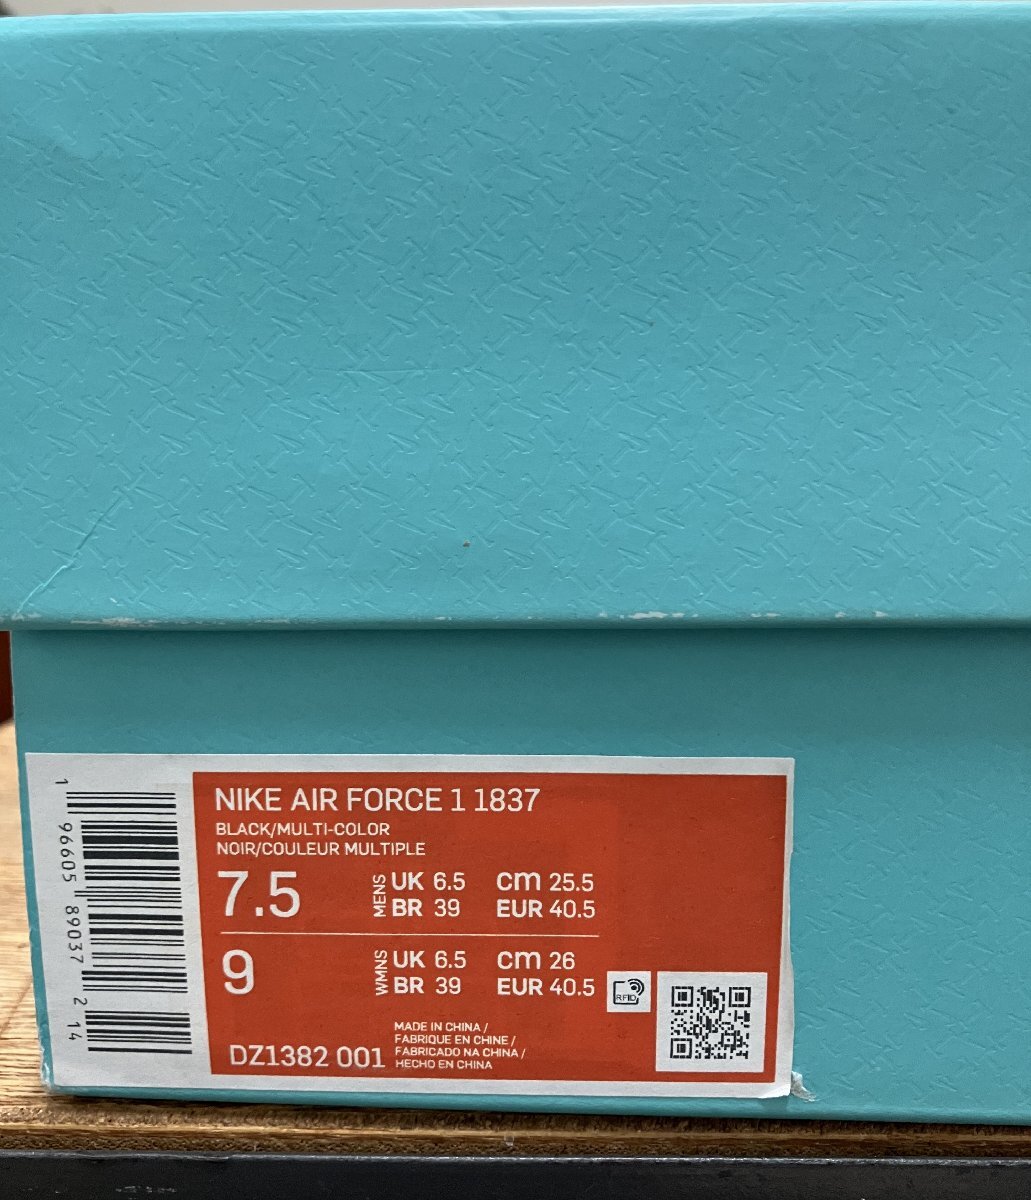 NIKE AIR FORCE 1 1837
BLACK/MULTI-COLOR
NOIR/COULEUR MULTIPLE
7.5 MENS UK 6.5 cm 25.5
BR 39 EUR 40.5
9 WMNS UK 6.5 cm 26
BR 39 EUR 40.5
RFID
DZ1382 001
MADE IN CHINA /
FABRIQUE EN CHINE /
FABRICADO NA CHINA /
HECHO EN CHINA
1 96605 89037 2 14